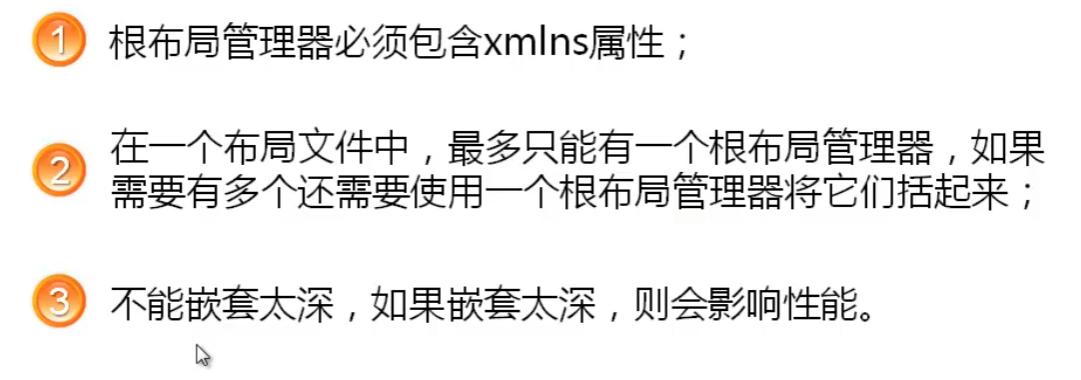 1 根布局管理器必须包含xmlns属性；
2 在一个布局文件中，最多只能有一个根布局管理器，如果
需要有多个还需要使用一个根布局管理器将它们括起来；
3 不能嵌套太深，如果嵌套太深，则会影响性能。